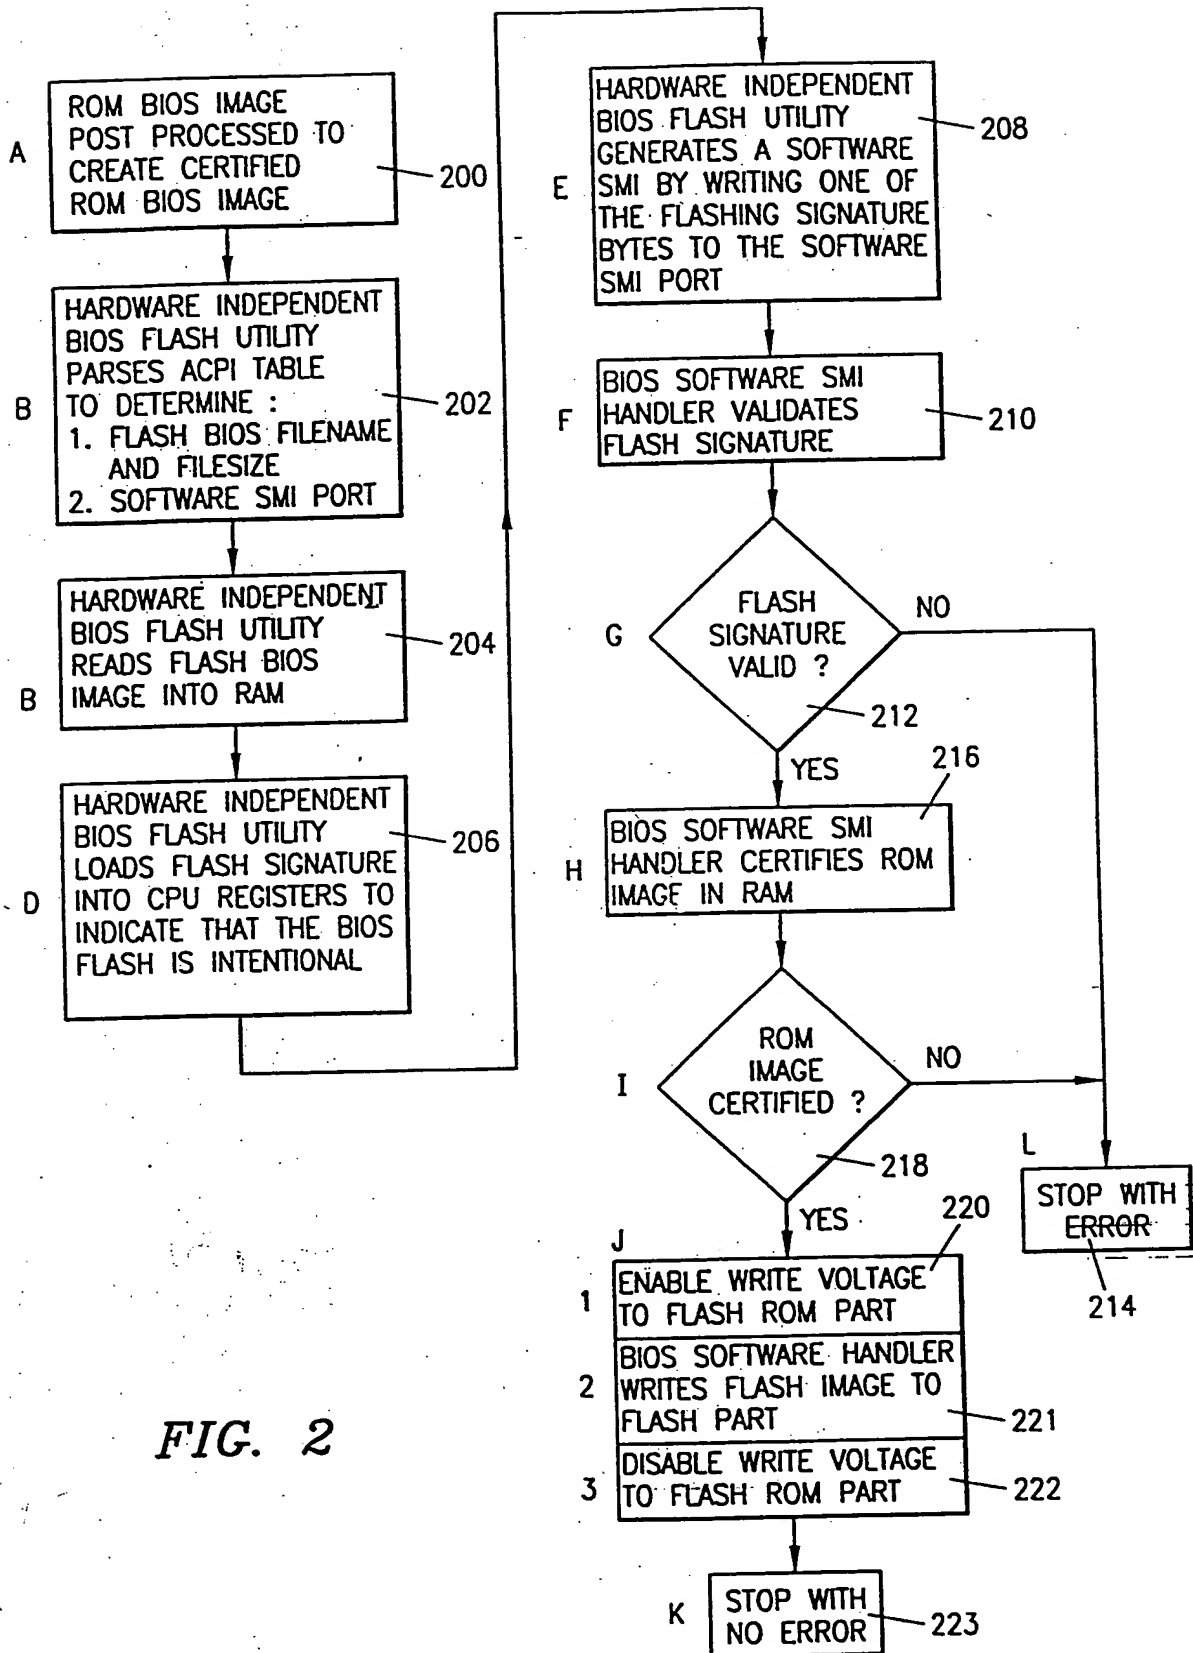 A
ROM BIOS IMAGE
POST PROCESSED TO
CREATE CERTIFIED
ROM BIOS IMAGE
200
B
HARDWARE INDEPENDENT
BIOS FLASH UTILITY
PARSES ACPI TABLE
TO DETERMINE :
1. FLASH BIOS FILENAME
AND FILESIZE
2. SOFTWARE SMI PORT
202
B
HARDWARE INDEPENDENT
BIOS FLASH UTILITY
READS FLASH BIOS
IMAGE INTO RAM
204
D
HARDWARE INDEPENDENT
BIOS FLASH UTILITY
LOADS FLASH SIGNATURE
INTO CPU REGISTERS TO
INDICATE THAT THE BIOS
FLASH IS INTENTIONAL
206
E
HARDWARE INDEPENDENT
BIOS FLASH UTILITY
GENERATES A SOFTWARE
SMI BY WRITING ONE OF
THE FLASHING SIGNATURE
BYTES TO THE SOFTWARE
SMI PORT
208
F
BIOS SOFTWARE SMI
HANDLER VALIDATES
FLASH SIGNATURE
210
G
FLASH
SIGNATURE
VALID ?
212
NO
YES
H
BIOS SOFTWARE SMI
HANDLER CERTIFIES ROM
IMAGE IN RAM
216
I
ROM
IMAGE
CERTIFIED ?
218
NO
YES
L
STOP WITH
ERROR
214
J
1
ENABLE WRITE VOLTAGE
TO FLASH ROM PART
220
2
BIOS SOFTWARE HANDLER
WRITES FLASH IMAGE TO
FLASH PART
221
3
DISABLE WRITE VOLTAGE
TO FLASH ROM PART
222
K
STOP WITH
NO ERROR
223
FIG. 2